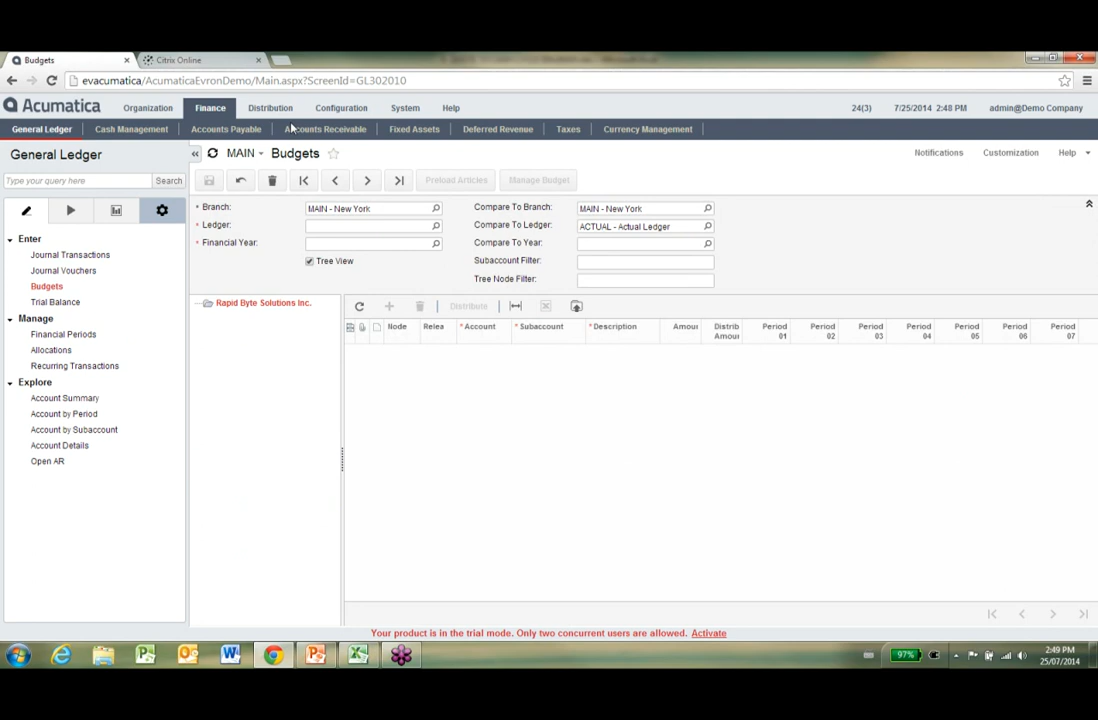 Budgets
Citrix Online
evacumatica/AcumaticaEvronDemo/Main.aspx?ScreenId=GL302010
Acumatica
Organization Finance Distribution Configuration System Help
24(3) 7/25/2014 2:48 PM admin@Demo Company
General Ledger Cash Management Accounts Payable Accounts Receivable Fixed Assets Deferred Revenue Taxes Currency Management
General Ledger
MAIN - Budgets
Notifications Customization Help
Type your query here Search
Preload Articles Manage Budget
* Branch: MAIN - New York Compare To Branch: MAIN - New York
* Ledger: Compare To Ledger: ACTUAL - Actual Ledger
* Financial Year: Compare To Year:
Tree View Subaccount Filter:
Tree Node Filter:
Enter
Journal Transactions
Journal Vouchers
Budgets
Trial Balance
Manage
Financial Periods
Allocations
Recurring Transactions
Explore
Account Summary
Account by Period
Account by Subaccount
Account Details
Open AR
Rapid Byte Solutions Inc.
Distribute
Node Relea * Account * Subaccount * Description Amour Distrib Amour Period 01 Period 02 Period 03 Period 04 Period 05 Period 06 Period 07
Your product is in the trial mode. Only two concurrent users are allowed. Activate
97%
2:49 PM
25/07/2014